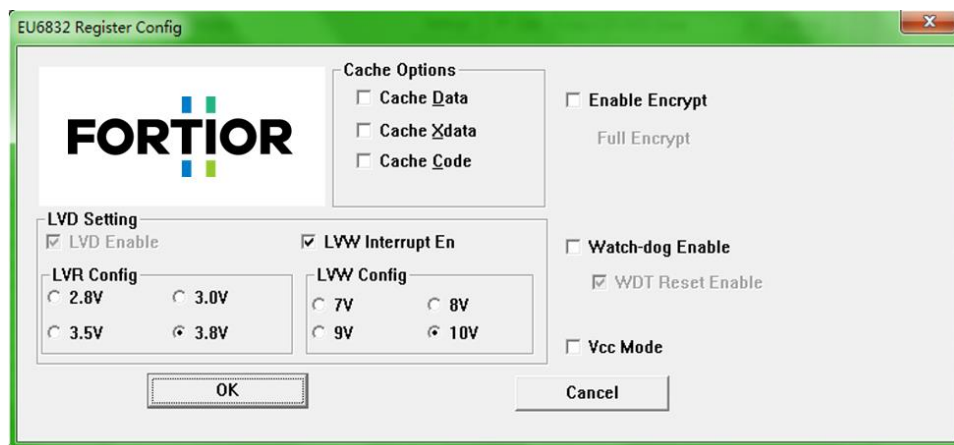 EU6832 Register Config
FORTIOR
Cache Options
Cache Data
Cache Xdata
Cache Code
Enable Encrypt
Full Encrypt
LVD Setting
LVD Enable
LVW Interrupt En
LVR Config
2.8V 3.0V
3.5V 3.8V
LVW Config
7V 8V
9V 10V
Watch-dog Enable
WDT Reset Enable
Vcc Mode
OK
Cancel